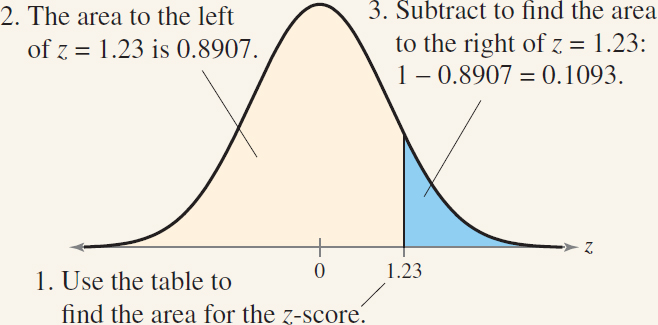 2. The area to the left
of z = 1.23 is 0.8907.
3. Subtract to find the area
to the right of z = 1.23:
1 – 0.8907 = 0.1093.
z
0
1.23
1. Use the table to
find the area for the z-score.